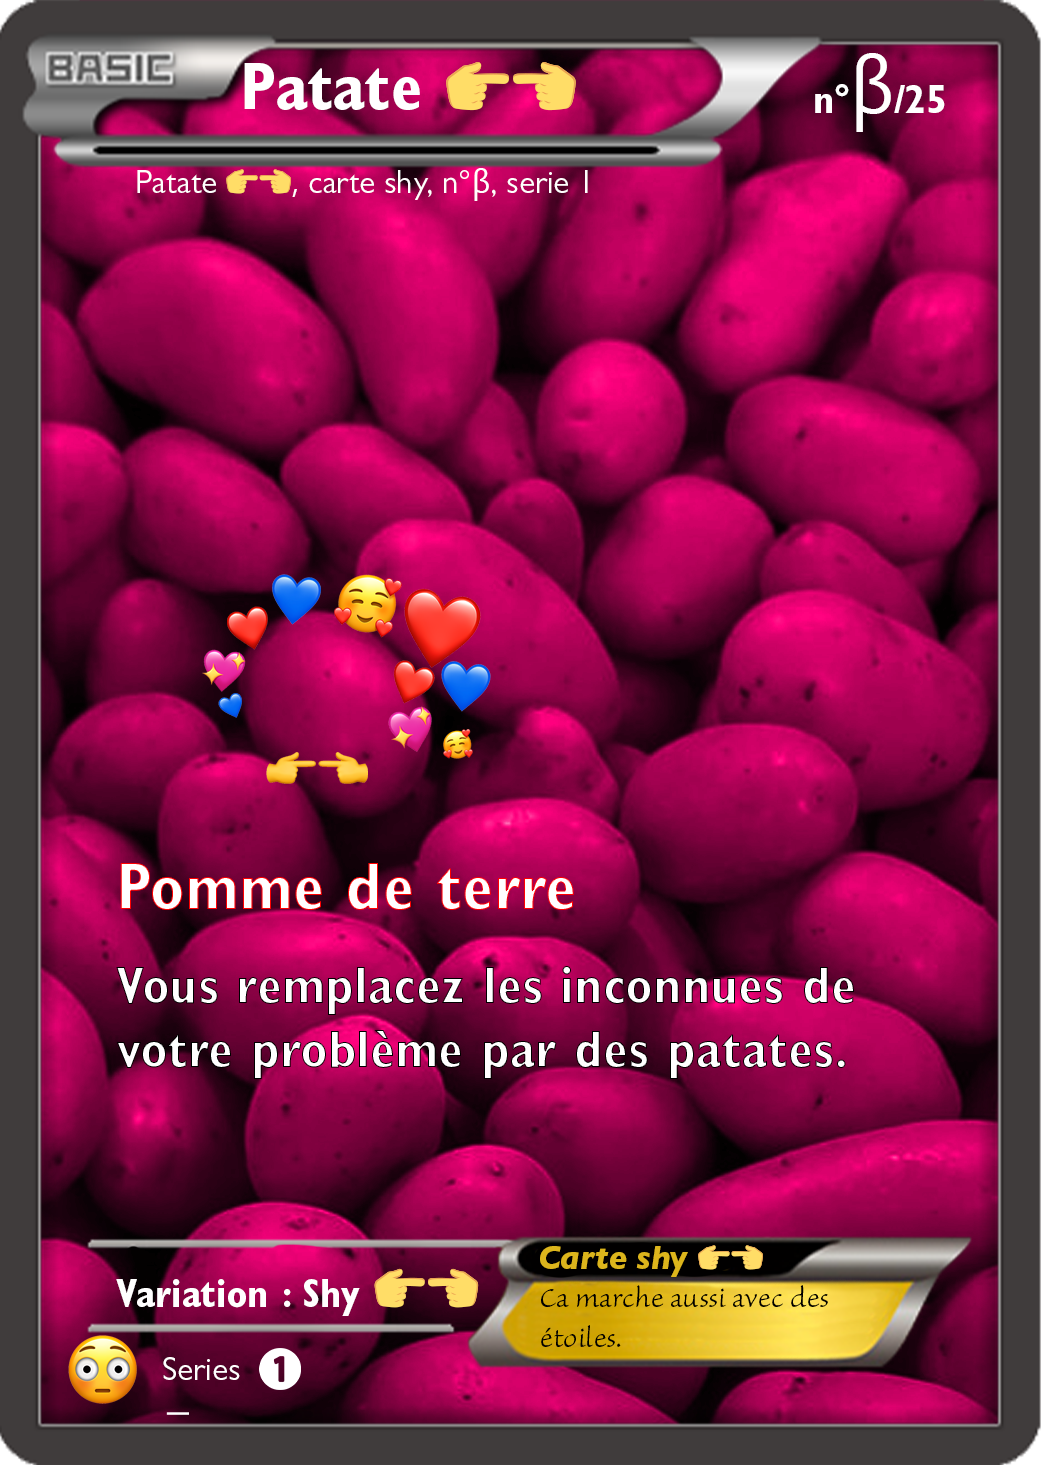 BASIC
Patate 👉👈
n°β/25
Patate 👉👈, carte shy, n°β, serie 1
Pomme de terre
Vous remplacez les inconnues de
votre problème par des patates.
Carte shy 👉👈
Ca marche aussi avec des
étoiles.
Variation : Shy 👉👈
Series 1
_